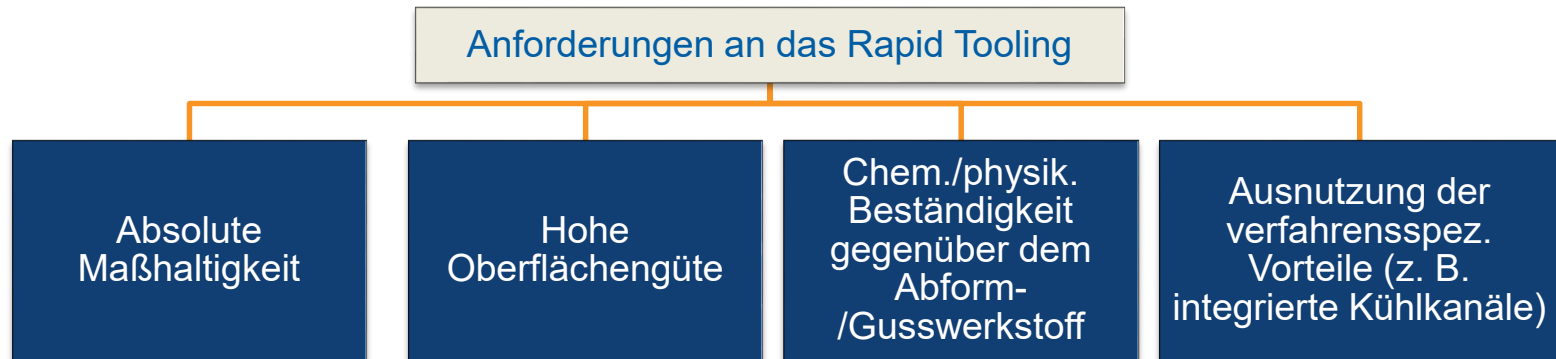 Anforderungen an das Rapid Tooling
Absolute
Maßhaltigkeit
Hohe
Oberflächengüte
Chem./physik.
Beständigkeit
gegenüber dem
Abform-
/Gusswerkstoff
Ausnutzung der
verfahrensspez.
Vorteile (z. B.
integrierte Kühlkanäle)